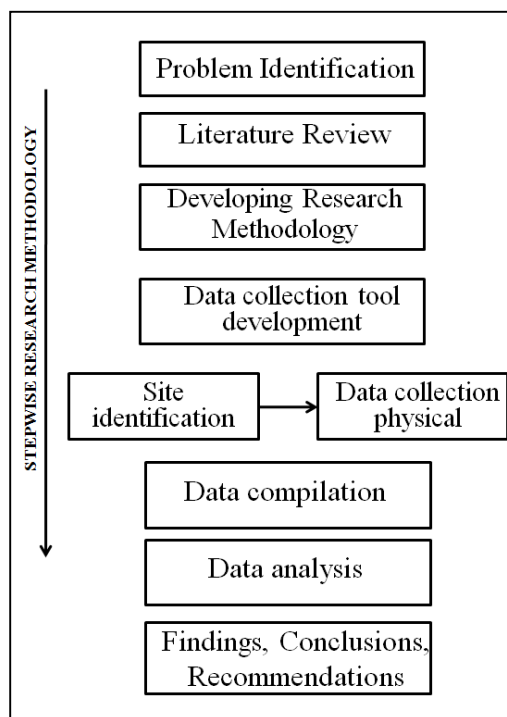 Problem Identification
Literature Review
Developing Research
Methodology
Data collection tool
development
Site
identification
Data collection
physical
Data compilation
Data analysis
Findings, Conclusions,
Recommendations
STEPWISE RESEARCH METHODOLOGY